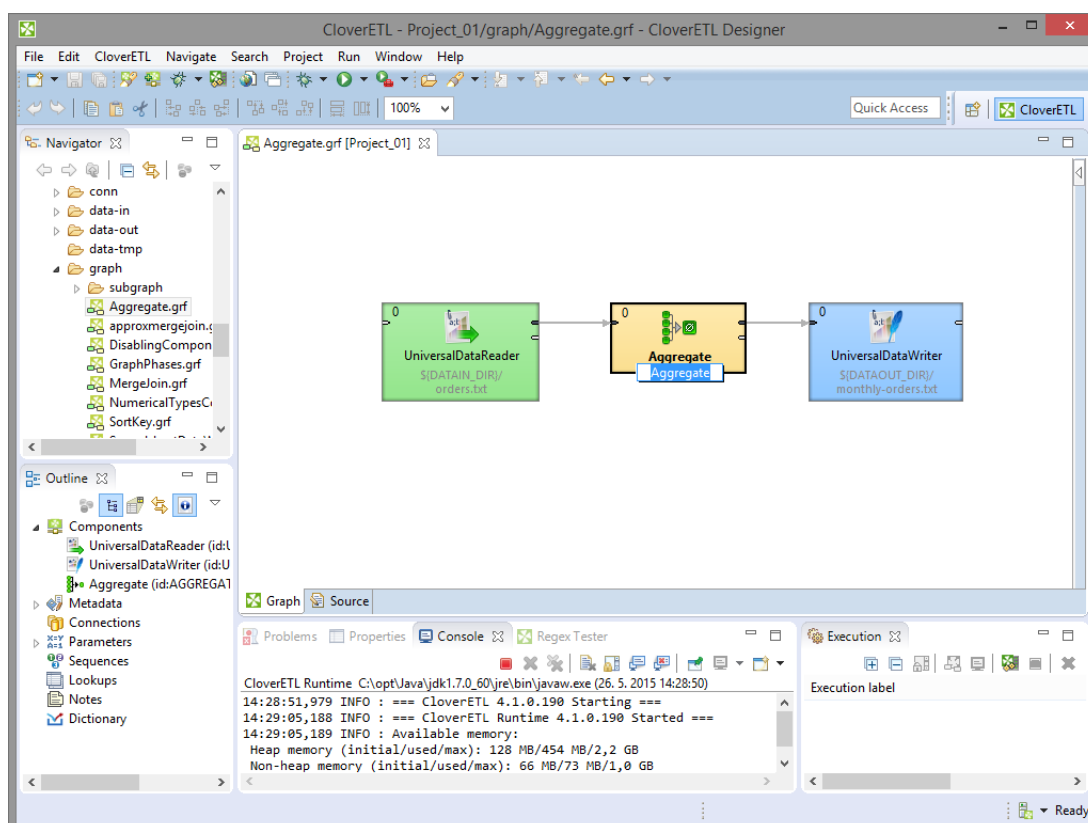 CloverETL - Project_01/graph/Aggregate.grf - CloverETL Designer
File Edit CloverETL Navigate Search Project Run Window Help
100% Quick Access CloverETL
Navigator
conn
data-in
data-out
data-tmp
graph
subgraph
Aggregate.grf
approxmergejoin.g
DisablingCompon
GraphPhases.grf
MergeJoin.grf
NumericalTypesC
SortKey.grf
Aggregate.grf [Project_01]
0
UniversalDataReader
${DATAIN_DIR}/
orders.txt
0
Aggregate
Aggregate
0
UniversalDataWriter
${DATAOUT_DIR}/
monthly-orders.txt
Graph Source
Outline
Components
UniversalDataReader (id:U
UniversalDataWriter (id:U
Aggregate (id:AGGREGAT
Metadata
Connections
Parameters
Sequences
Lookups
Notes
Dictionary
Problems Properties Console Regex Tester
CloverETL Runtime C:\opt\Java\jdk1.7.0_60\jre\bin\javaw.exe (26. 5. 2015 14:28:50)
14:28:51,979 INFO : === CloverETL 4.1.0.190 Starting ===
14:29:05,188 INFO : === CloverETL Runtime 4.1.0.190 Started ===
14:29:05,189 INFO : Available memory:
Heap memory (initial/used/max): 128 MB/454 MB/2,2 GB
Non-heap memory (initial/used/max): 66 MB/73 MB/1,0 GB
Execution
Execution label
Ready